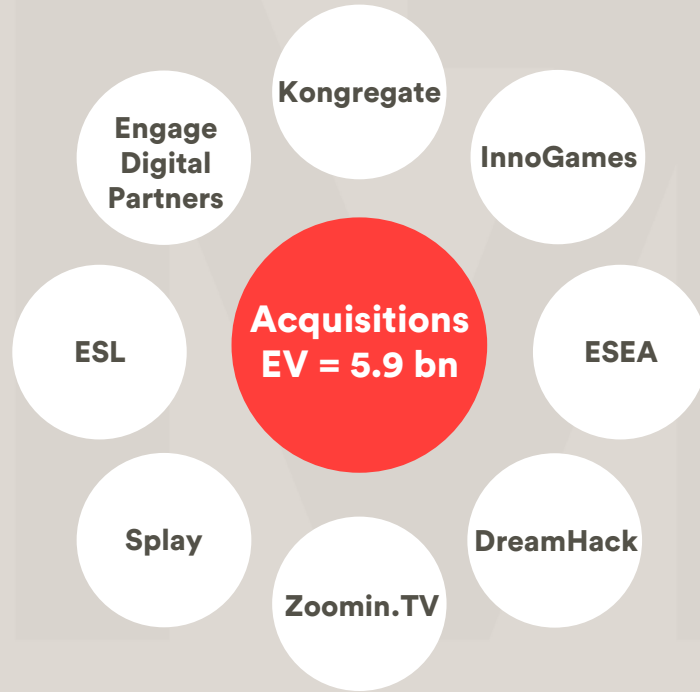 Kongregate
Engage
Digital
Partners
InnoGames
Acquisitions
EV = 5.9 bn
ESL
ESEA
Splay
DreamHack
Zoomin.TV